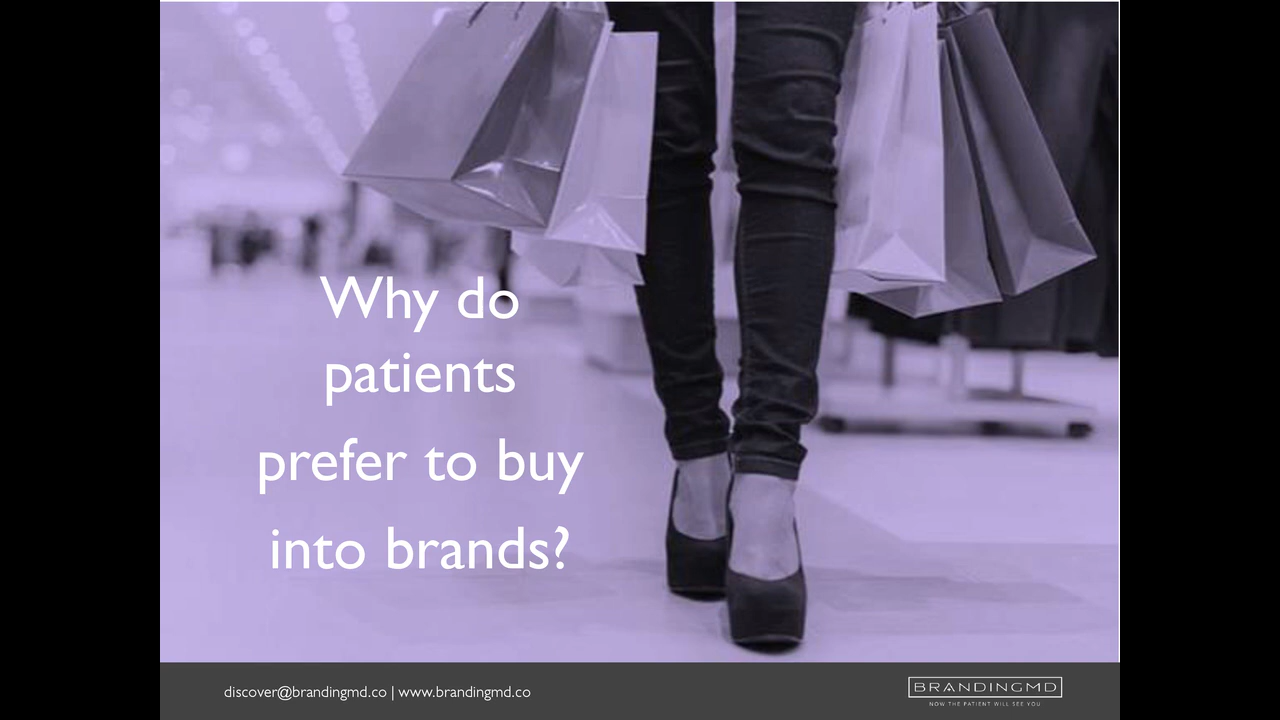 Why do
patients
prefer to buy
into brands?
discover@brandingmd.co | www.brandingmd.co
BRANDINGMD
NOW THE PATIENT WILL SEE YOU